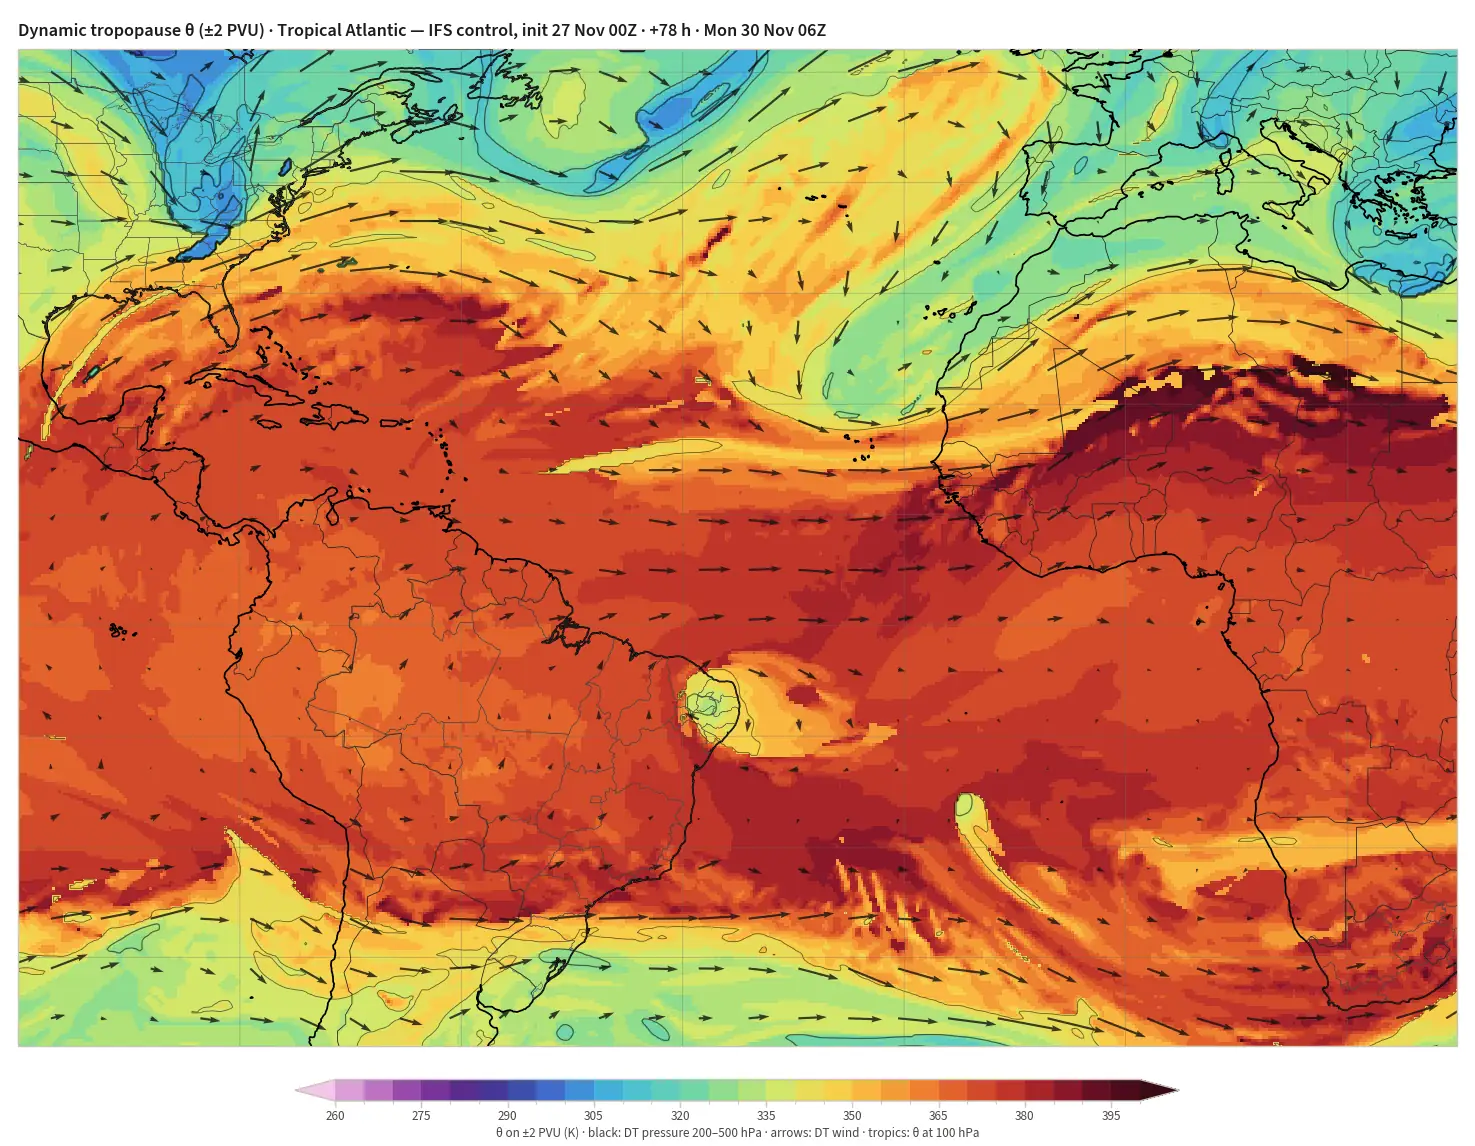 Dynamic tropopause θ (±2 PVU) · Tropical Atlantic — IFS control, init 27 Nov 00Z · +78 h · Mon 30 Nov 06Z
260 275 290 305 320 335 350 365 380 395
θ on ±2 PVU (K) · black: DT pressure 200–500 hPa · arrows: DT wind · tropics: θ at 100 hPa